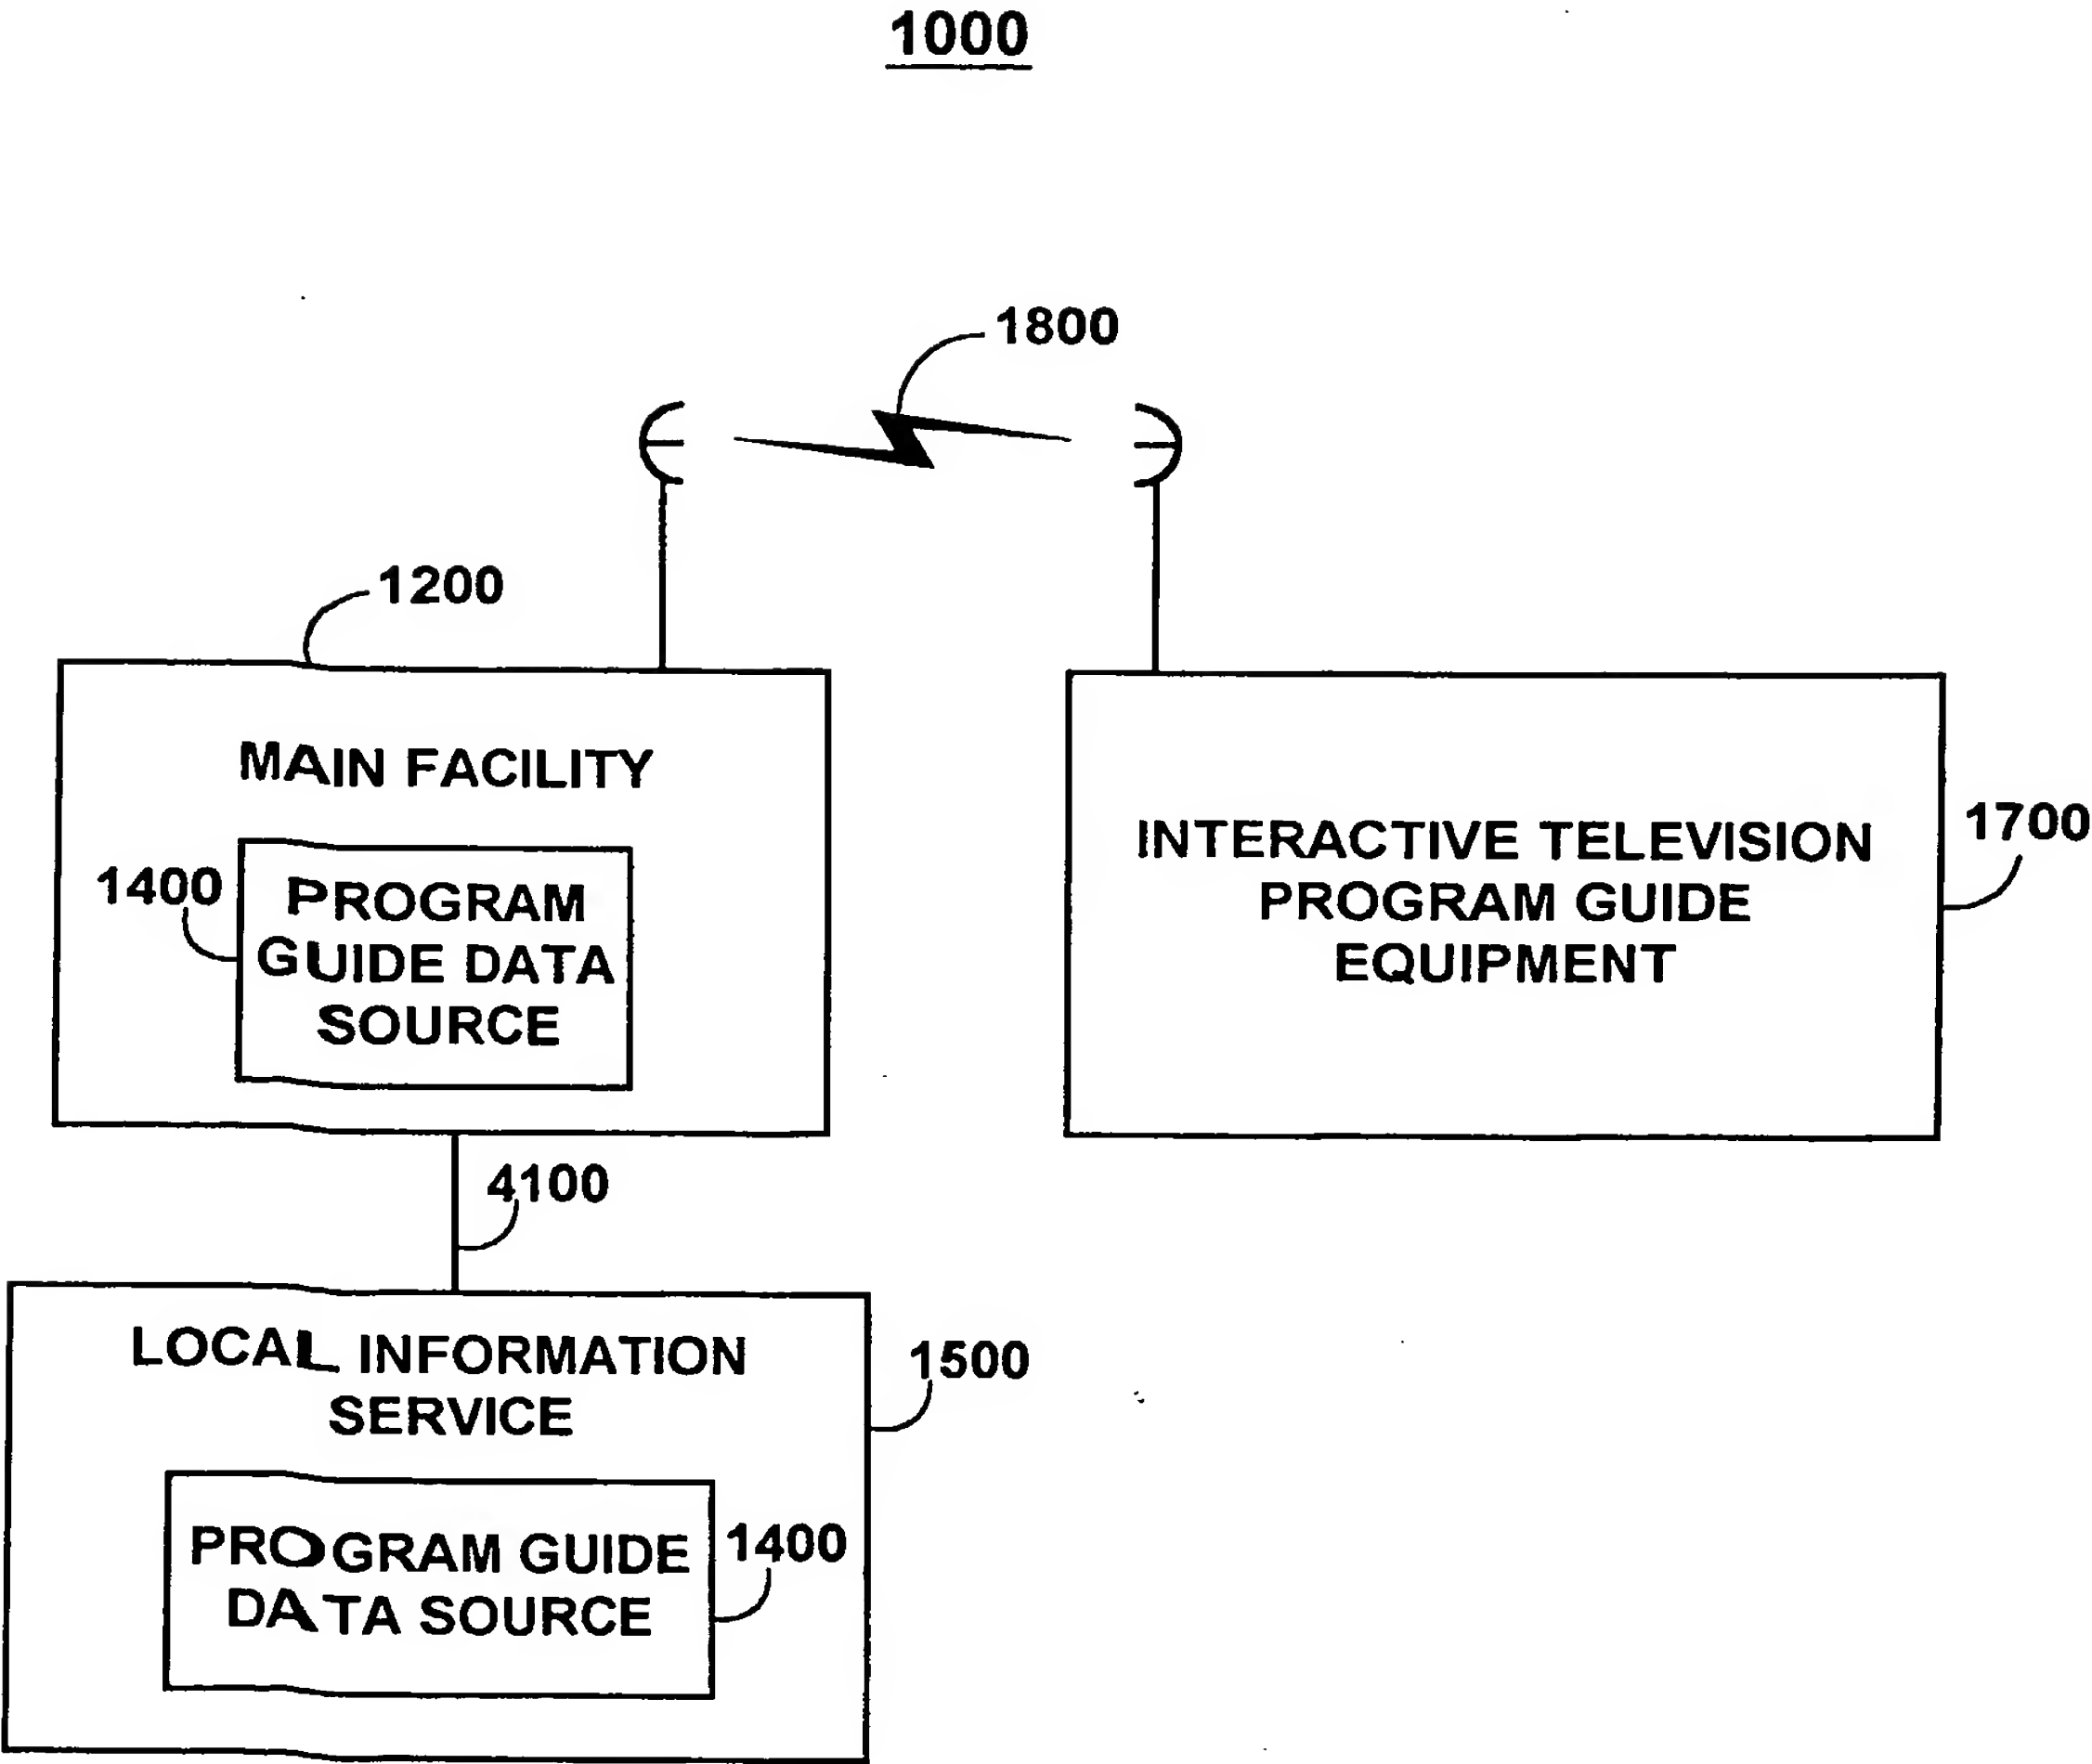 1000
1800
1200
MAIN FACILITY
1400
PROGRAM
GUIDE DATA
SOURCE
INTERACTIVE TELEVISION
PROGRAM GUIDE
EQUIPMENT
1700
4100
LOCAL INFORMATION
SERVICE
1500
PROGRAM GUIDE
DATA SOURCE
1400